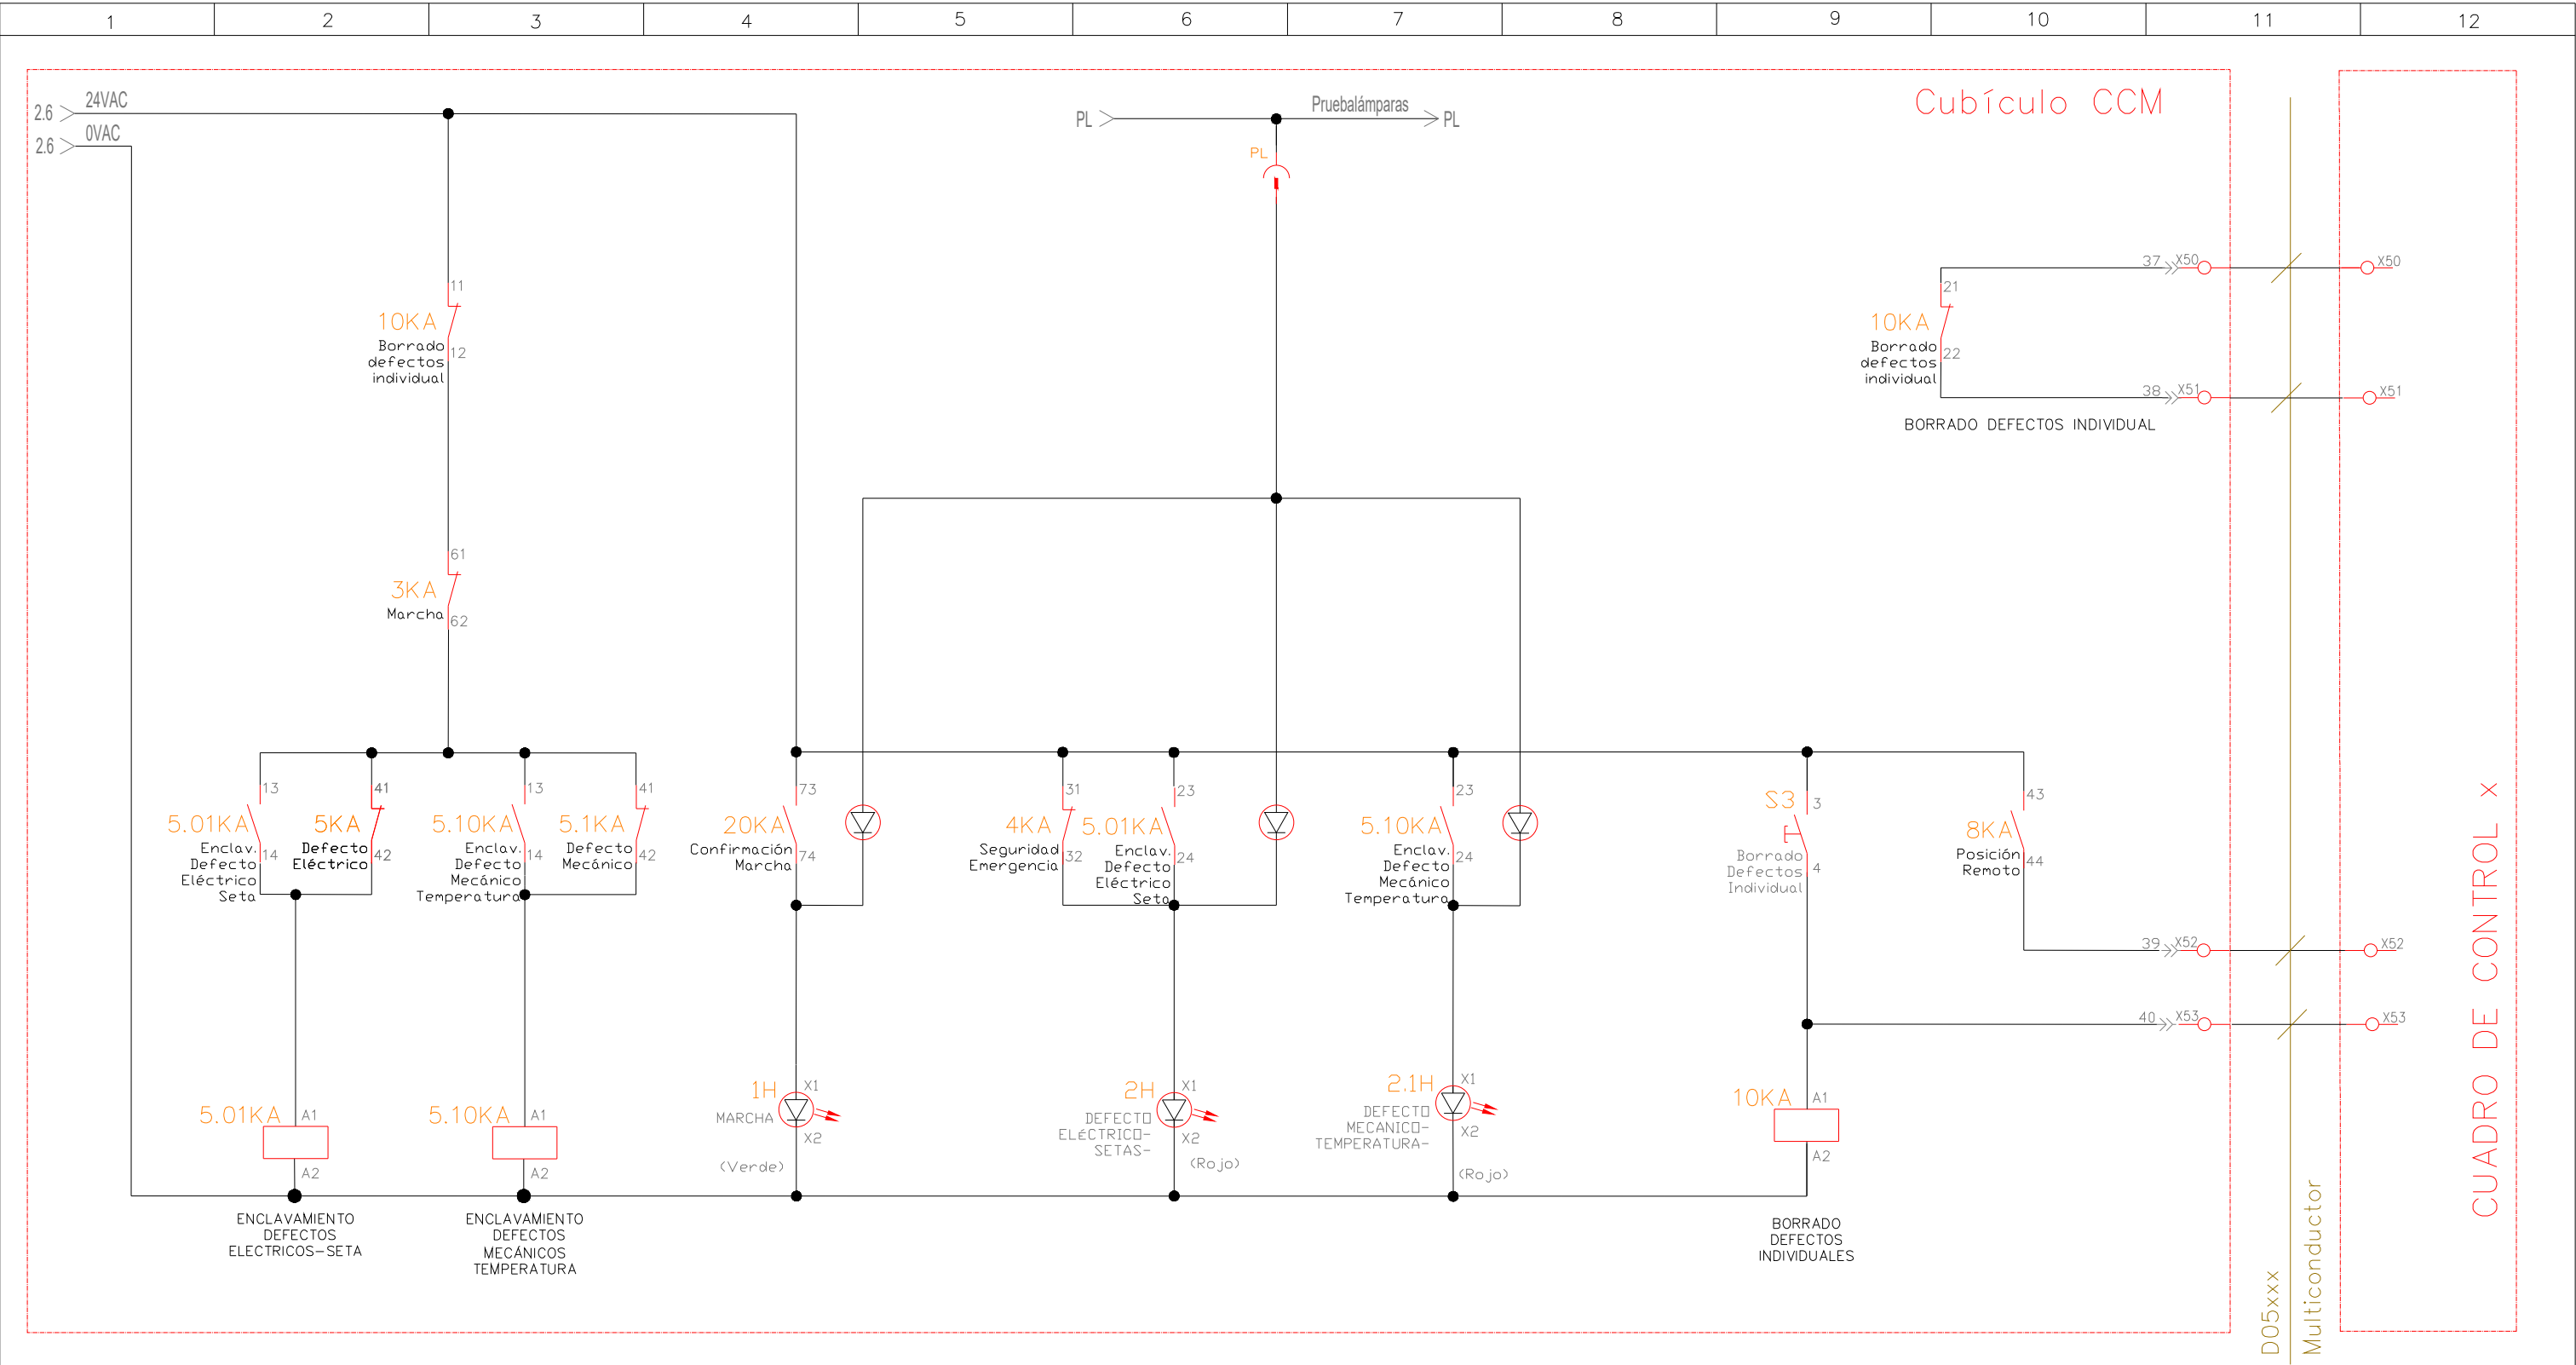 1 2 3 4 5 6 7 8 9 10 11 12
Cubículo CCM
2.6 24VAC
2.6 0VAC
PL Pruebalámparas PL
PL
11
10KA
Borrado
defectos
individual
12
61
3KA
Marcha
62
13
5.01KA
Enclav.
Defecto
Eléctrico
Seta
14
41
5KA
Defecto
Eléctrico
42
13
5.10KA
Enclav.
Defecto
Mecánico
Temperatura
14
41
5.1KA
Defecto
Mecánico
42
73
20KA
Confirmación
Marcha
74
31
4KA
Seguridad
Emergencia
32
23
5.01KA
Enclav.
Defecto
Eléctrico
Seta
24
23
5.10KA
Enclav.
Defecto
Mecánico
Temperatura
24
S3
3
Borrado
Defectos
Individual
4
43
8KA
Posición
Remoto
44
21
10KA
Borrado
defectos
individual
22
37 X50 X50
38 X51 X51
BORRADO DEFECTOS INDIVIDUAL
39 X52 X52
40 X53 X53
5.01KA
A1
A2
ENCLAVAMIENTO
DEFECTOS
ELECTRICOS-SETA
5.10KA
A1
A2
ENCLAVAMIENTO
DEFECTOS
MECÁNICOS
TEMPERATURA
1H
X1
MARCHA
X2
(Verde)
2H
X1
DEFECTO
ELéCTRICO-
SETAS-
X2
(Rojo)
2.1H
X1
DEFECTO
MECANICO-
TEMPERATURA-
X2
(Rojo)
10KA
A1
A2
BORRADO
DEFECTOS
INDIVIDUALES
D05xxx
Multiconductor
CUADRO DE CONTROL x